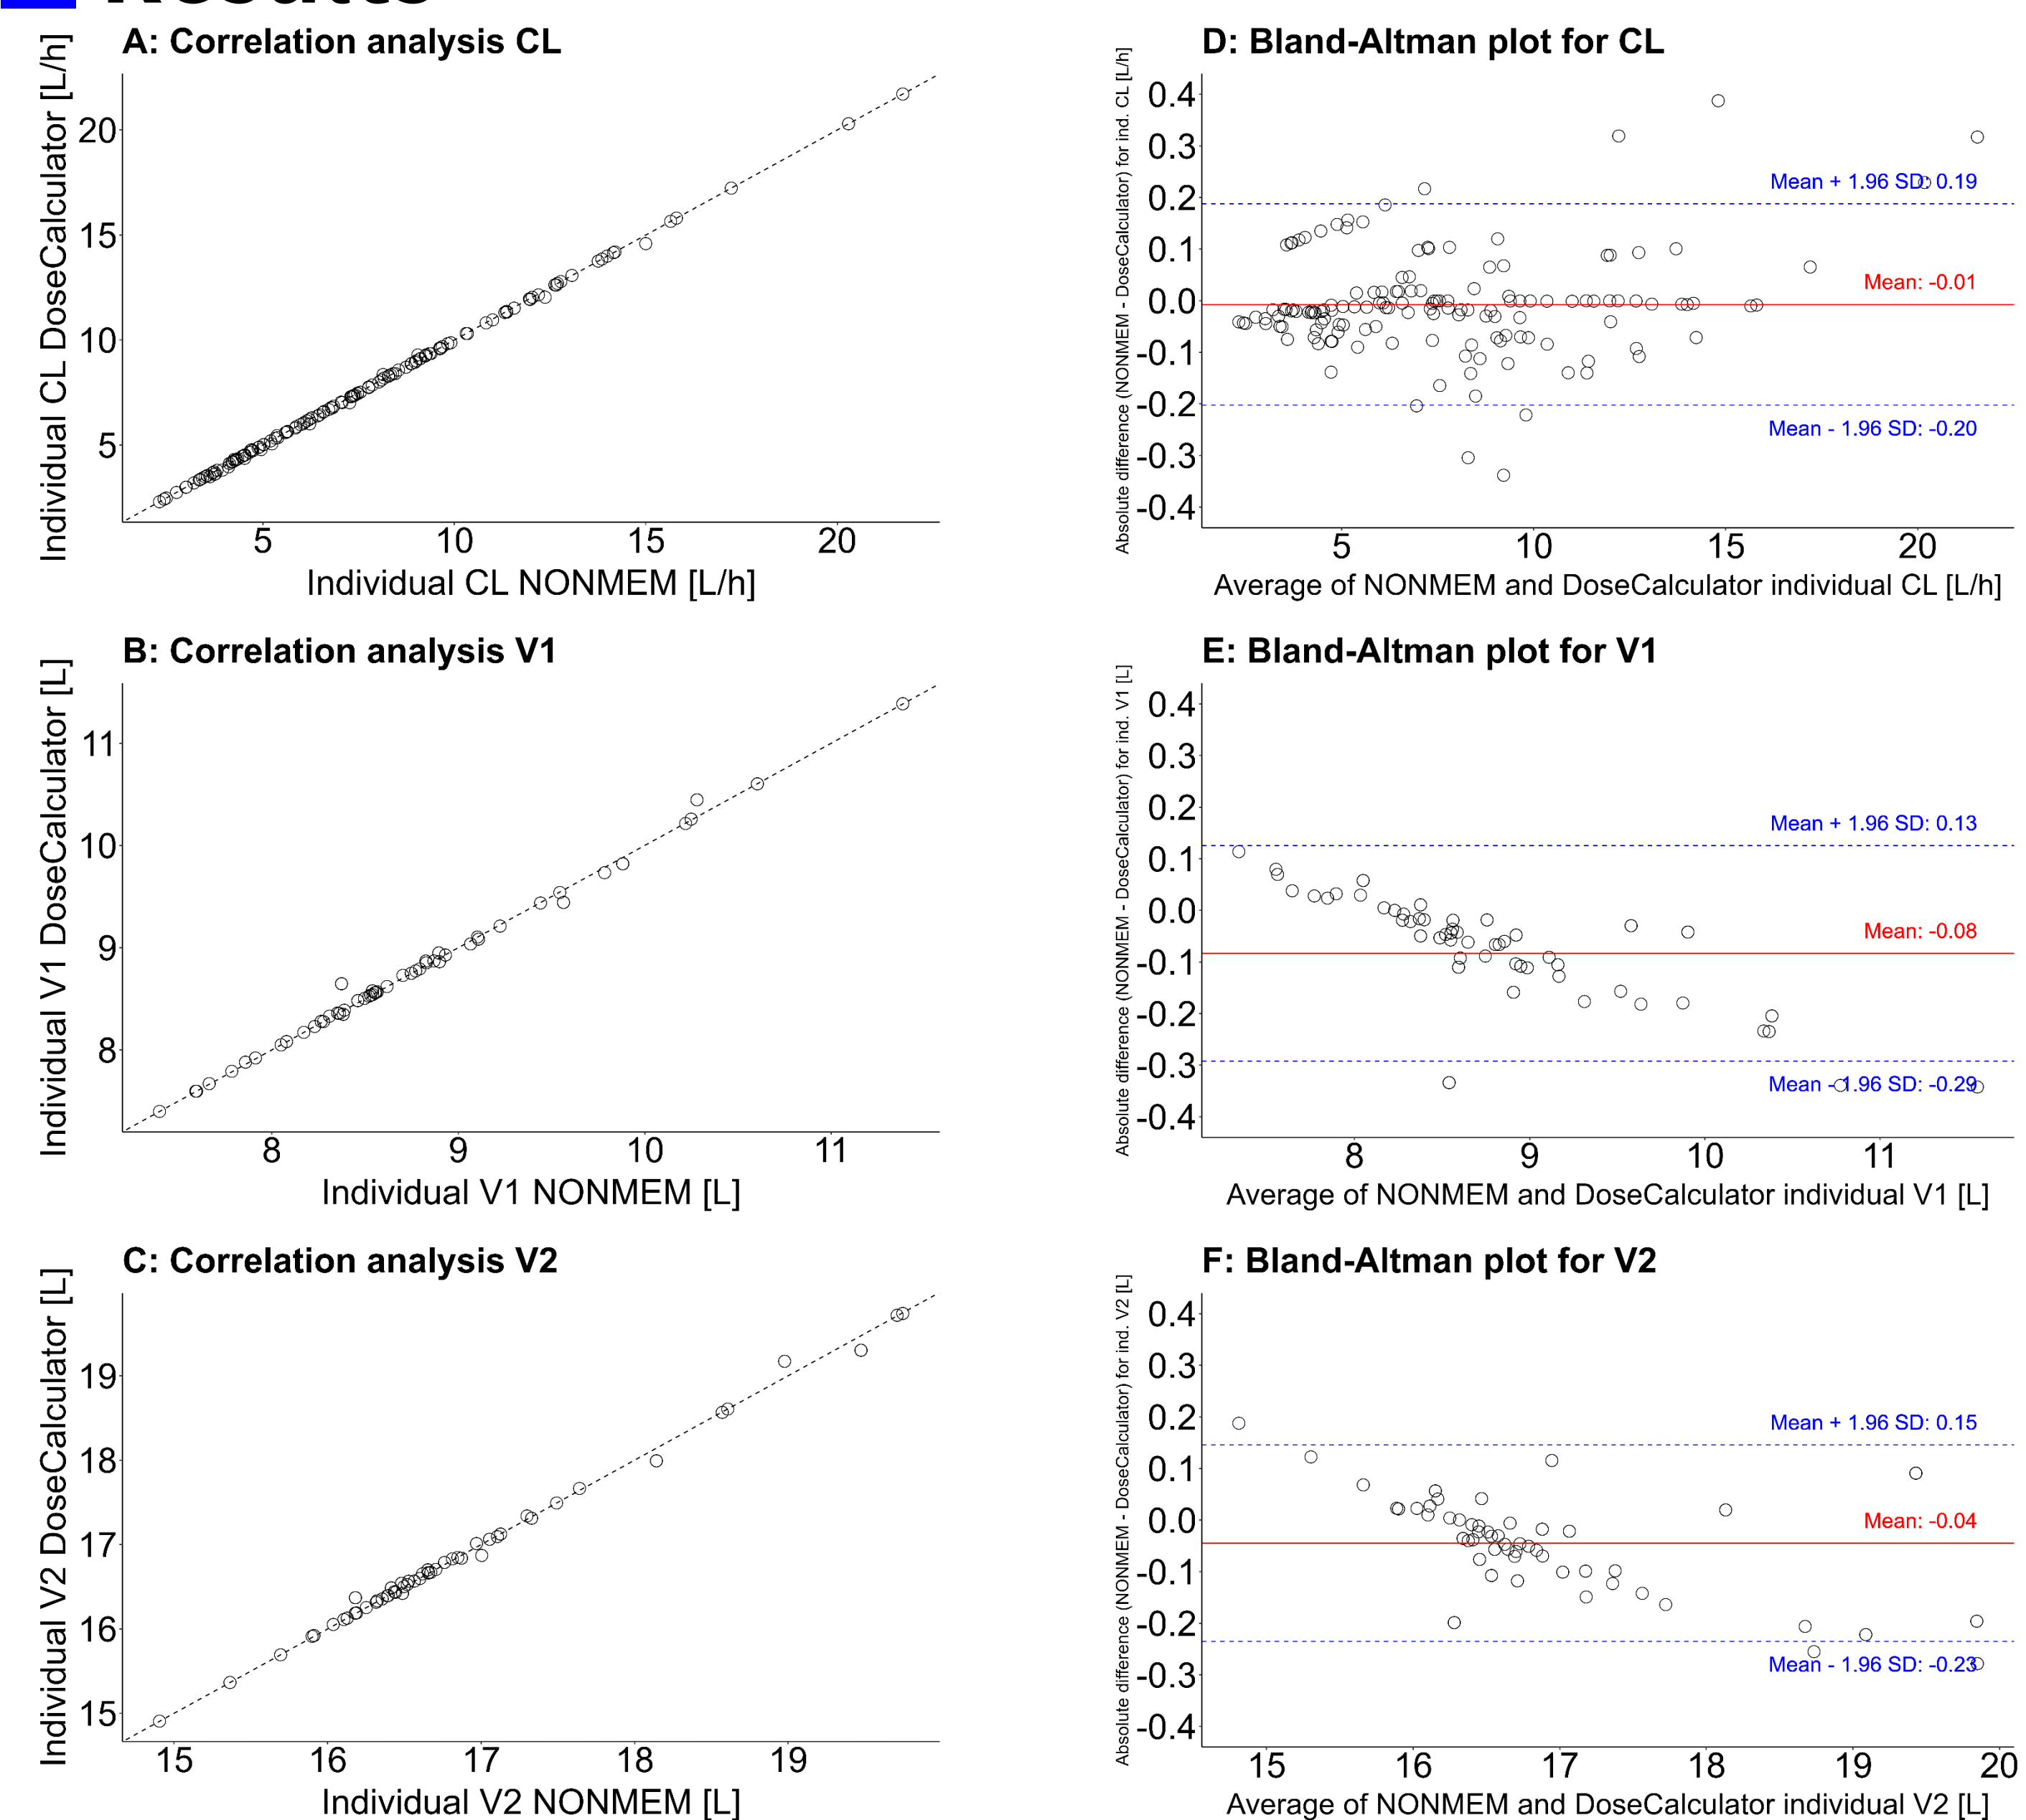 Results
A: Correlation analysis CL
Individual CL DoseCalculator [L/h]
20
15
10
5
5 10 15 20
Individual CL NONMEM [L/h]
D: Bland-Altman plot for CL
Absolute difference (NONMEM - DoseCalculator) for ind. CL [L/h]
0.4
0.3
0.2
0.1
0.0
-0.1
-0.2
-0.3
-0.4
Mean + 1.96 SD: 0.19
Mean: -0.01
Mean - 1.96 SD: -0.20
5 10 15 20
Average of NONMEM and DoseCalculator individual CL [L/h]
B: Correlation analysis V1
Individual V1 DoseCalculator [L]
11
10
9
8
8 9 10 11
Individual V1 NONMEM [L]
E: Bland-Altman plot for V1
Absolute difference (NONMEM - DoseCalculator) for ind. V1 [L]
0.4
0.3
0.2
0.1
0.0
-0.1
-0.2
-0.3
-0.4
Mean + 1.96 SD: 0.13
Mean: -0.08
Mean - 1.96 SD: -0.29
8 9 10 11
Average of NONMEM and DoseCalculator individual V1 [L]
C: Correlation analysis V2
Individual V2 DoseCalculator [L]
19
18
17
16
15
15 16 17 18 19
Individual V2 NONMEM [L]
F: Bland-Altman plot for V2
Absolute difference (NONMEM - DoseCalculator) for ind. V2 [L]
0.4
0.3
0.2
0.1
0.0
-0.1
-0.2
-0.3
-0.4
Mean + 1.96 SD: 0.15
Mean: -0.04
Mean - 1.96 SD: -0.23
15 16 17 18 19 20
Average of NONMEM and DoseCalculator individual V2 [L]